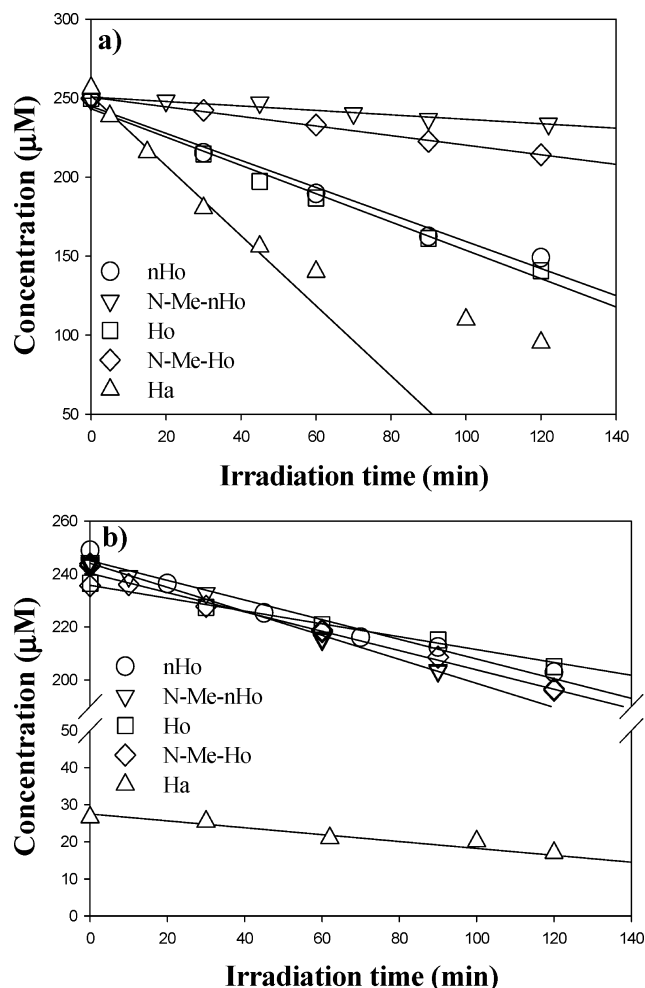 a)
300
250
200
150
100
50
Concentration (μM)
nHo
N-Me-nHo
Ho
N-Me-Ho
Ha
0 20 40 60 80 100 120 140
Irradiation time (min)
b)
260
240
220
200
50
40
30
20
10
0
Concentration (μM)
nHo
N-Me-nHo
Ho
N-Me-Ho
Ha
0 20 40 60 80 100 120 140
Irradiation time (min)